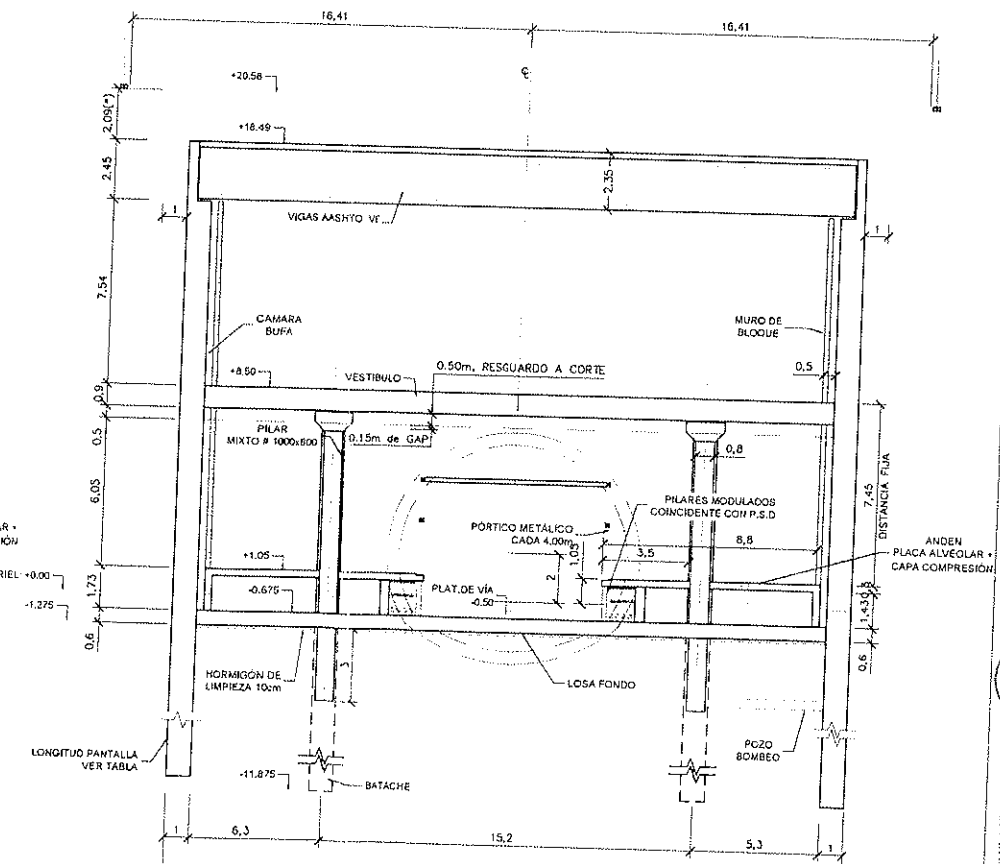 16,41
16,41
+20.58
2,09(*)
+18.49
2.45
2.35
VIGAS AASHTO
1
1
7.54
CAMARA
BUFA
MURO DE
BLOQUE
0.50m, RESGUARDO A CORTE
0,5
+8.50
VESTIBULO
0.9
0.5
PILAR
MIXTO # 1000x800
0.15m de GAP
0,8
6,05
7,45
DISTANCIA FIJA
PILARES MODULADOS
COINCIDENTE CON P.S.D
PÓRTICO METÁLICO
CADA 4.00m
8,8
3,5
1,05
2
ANDEN
PLACA ALVEOLAR +
CAPA COMPRESIÓN
+1.05
RIEL +0.00
1.73
-0.675
PLAT.DE VÍA
-0.50
-1.275
1,43
0.6
0.6
3
HORMIGÓN DE
LIMPIEZA 10cm
LOSA FONDO
LONGITUD PANTALLA
VER TABLA
POZO
BOMBEO
-11.875
BATACHE
1
6,3
15,2
5,3
1